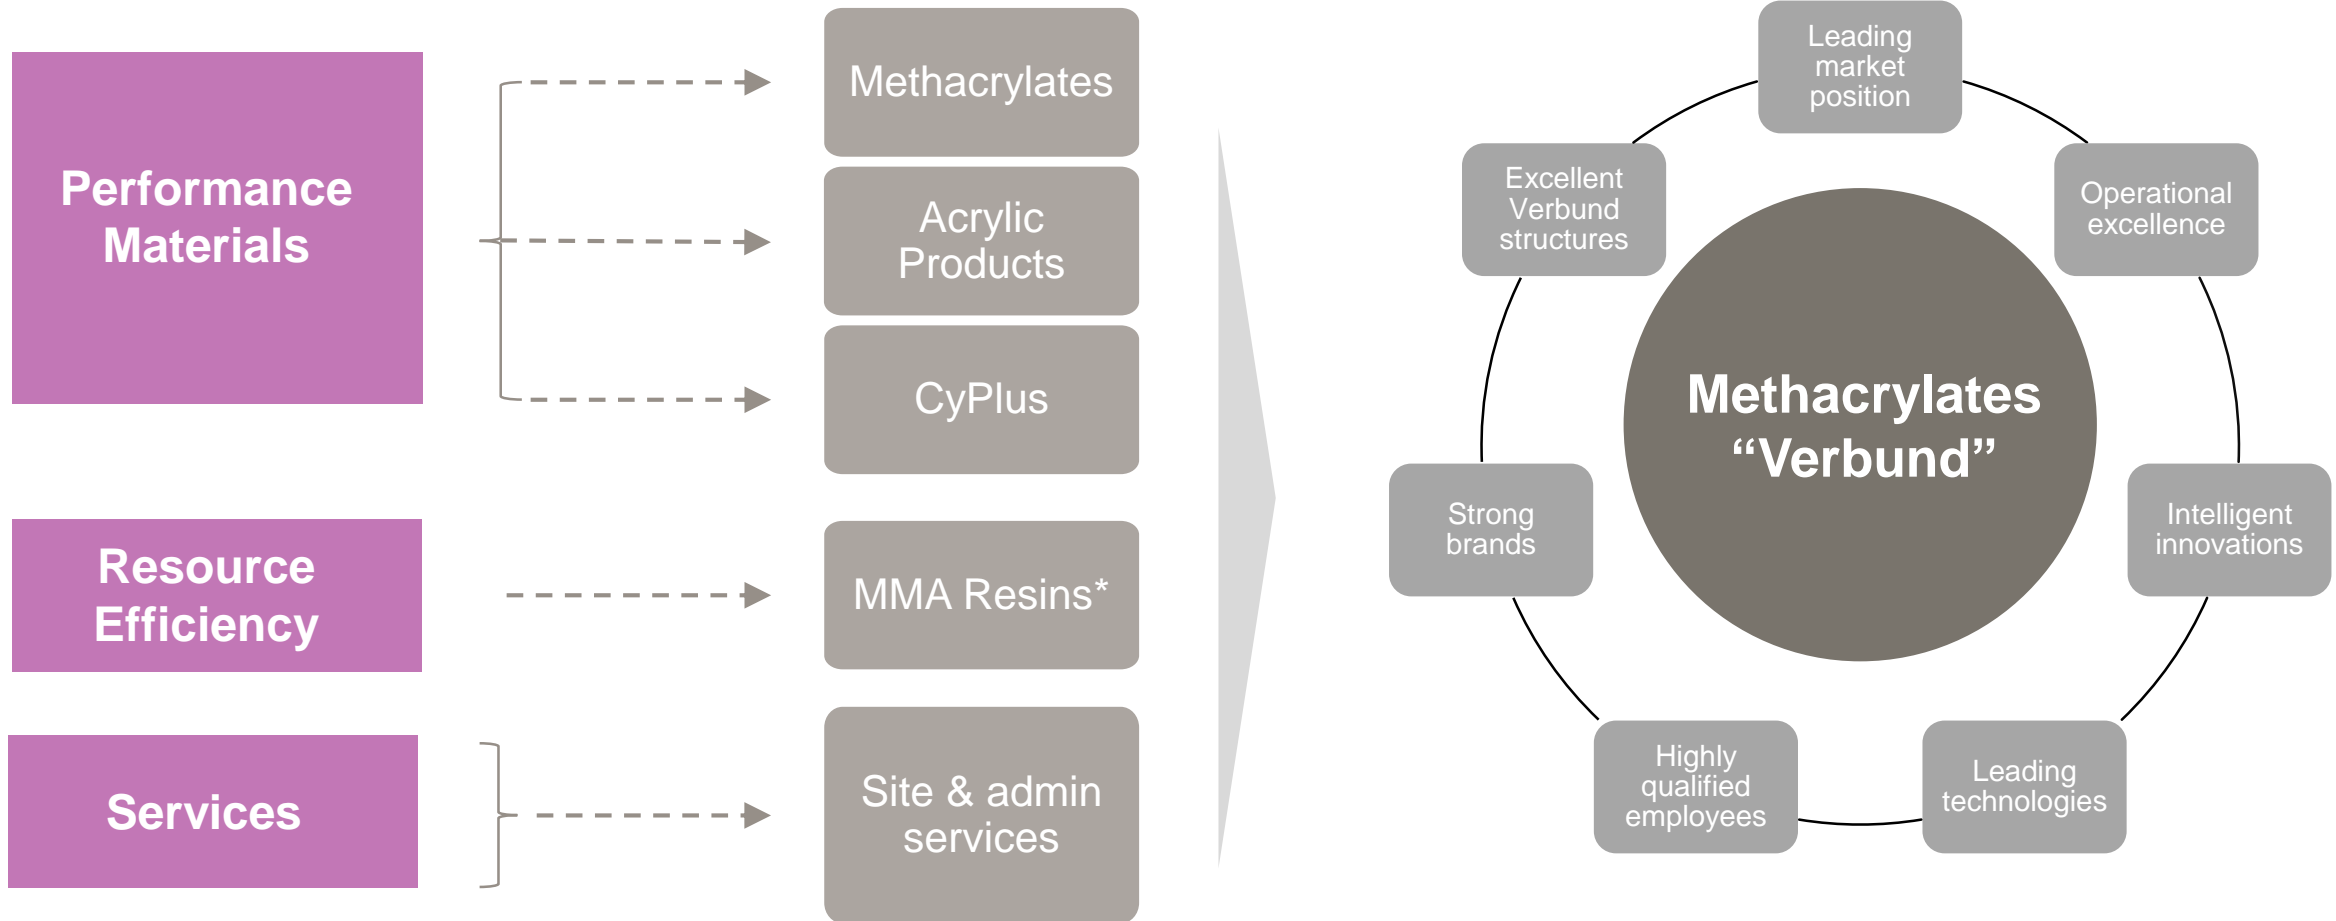 Performance
Materials
Methacrylates
Acrylic
Products
CyPlus
Resource
Efficiency
MMA Resins*
Services
Site & admin
services
Leading
market
position
Operational
excellence
Intelligent
innovations
Leading
technologies
Highly
qualified
employees
Strong
brands
Excellent
Verbund
structures
Methacrylates
“Verbund”